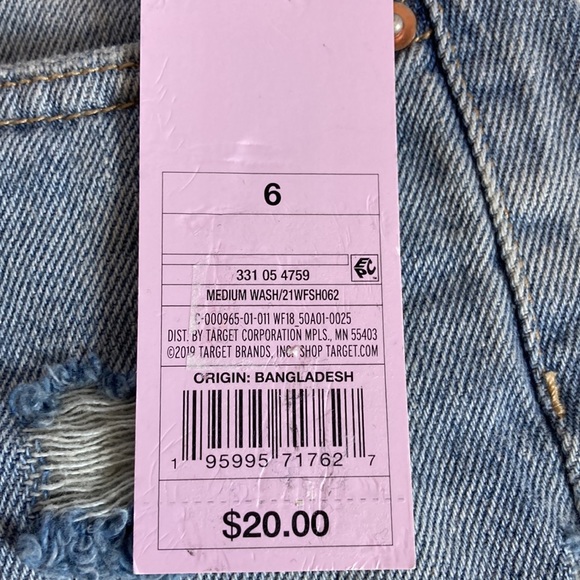 6
331 05 4759
EPC
MEDIUM WASH/21WFSH062
C-000965-01-011 WF18_50A01-0025
DIST. BY TARGET CORPORATION MPLS., MN 55403
©2019 TARGET BRANDS, INC. SHOP TARGET.COM
ORIGIN: BANGLADESH
1 95995 71762 7
$20.00